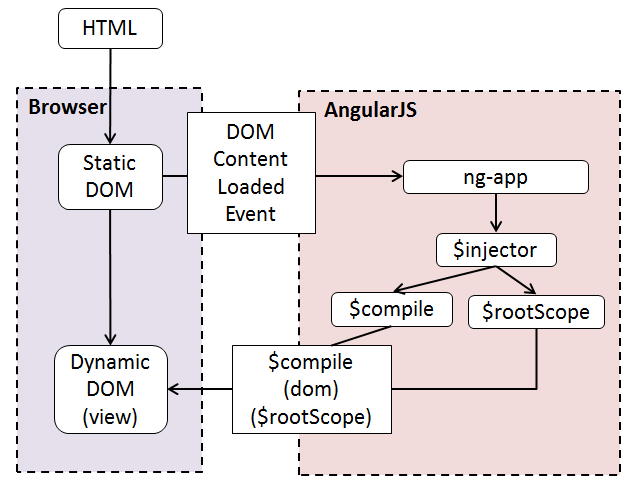 HTML
Browser
AngularJS
DOM
Content
Loaded
Event
Static
DOM
ng-app
$injector
$compile
$rootScope
$compile
(dom)
($rootScope)
Dynamic
DOM
(view)